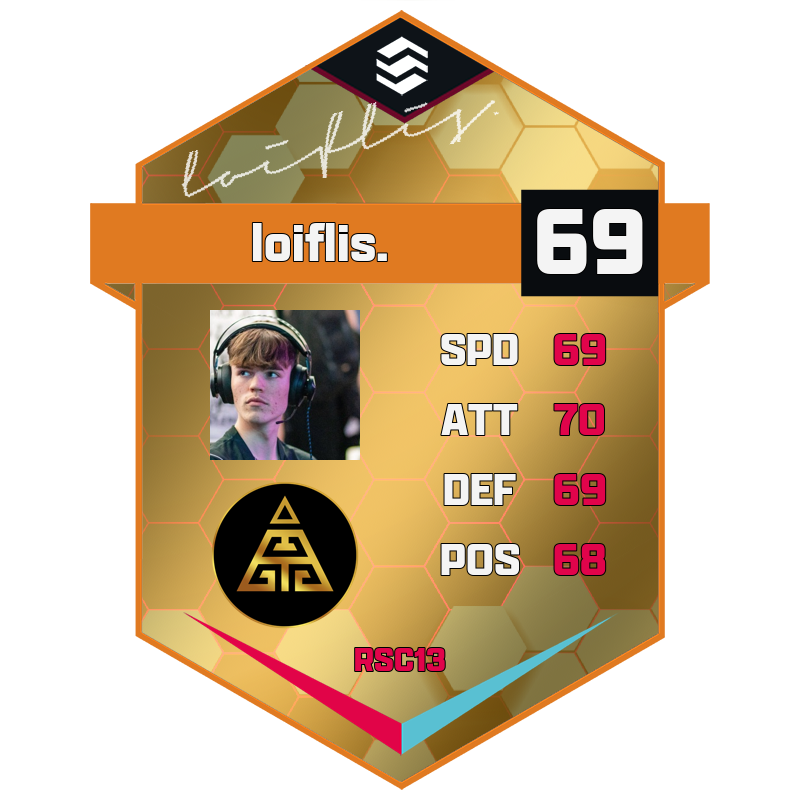 loiflis.
loiflis. 69
SPD 69
ATT 70
DEF 69
POS 68
RSC13